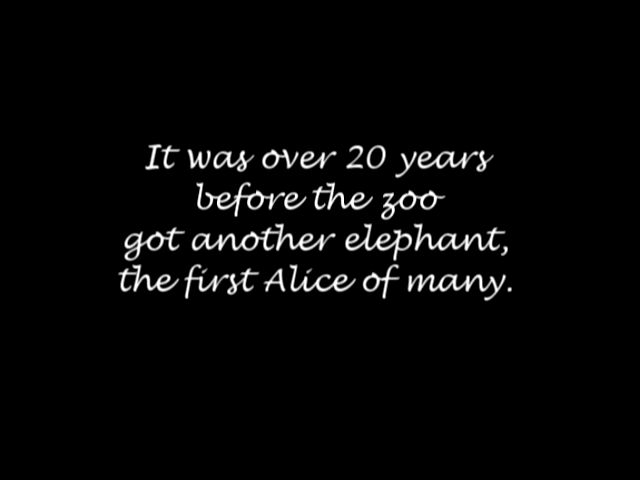 It was over 20 years
before the zoo
got another elephant,
the first Alice of many.